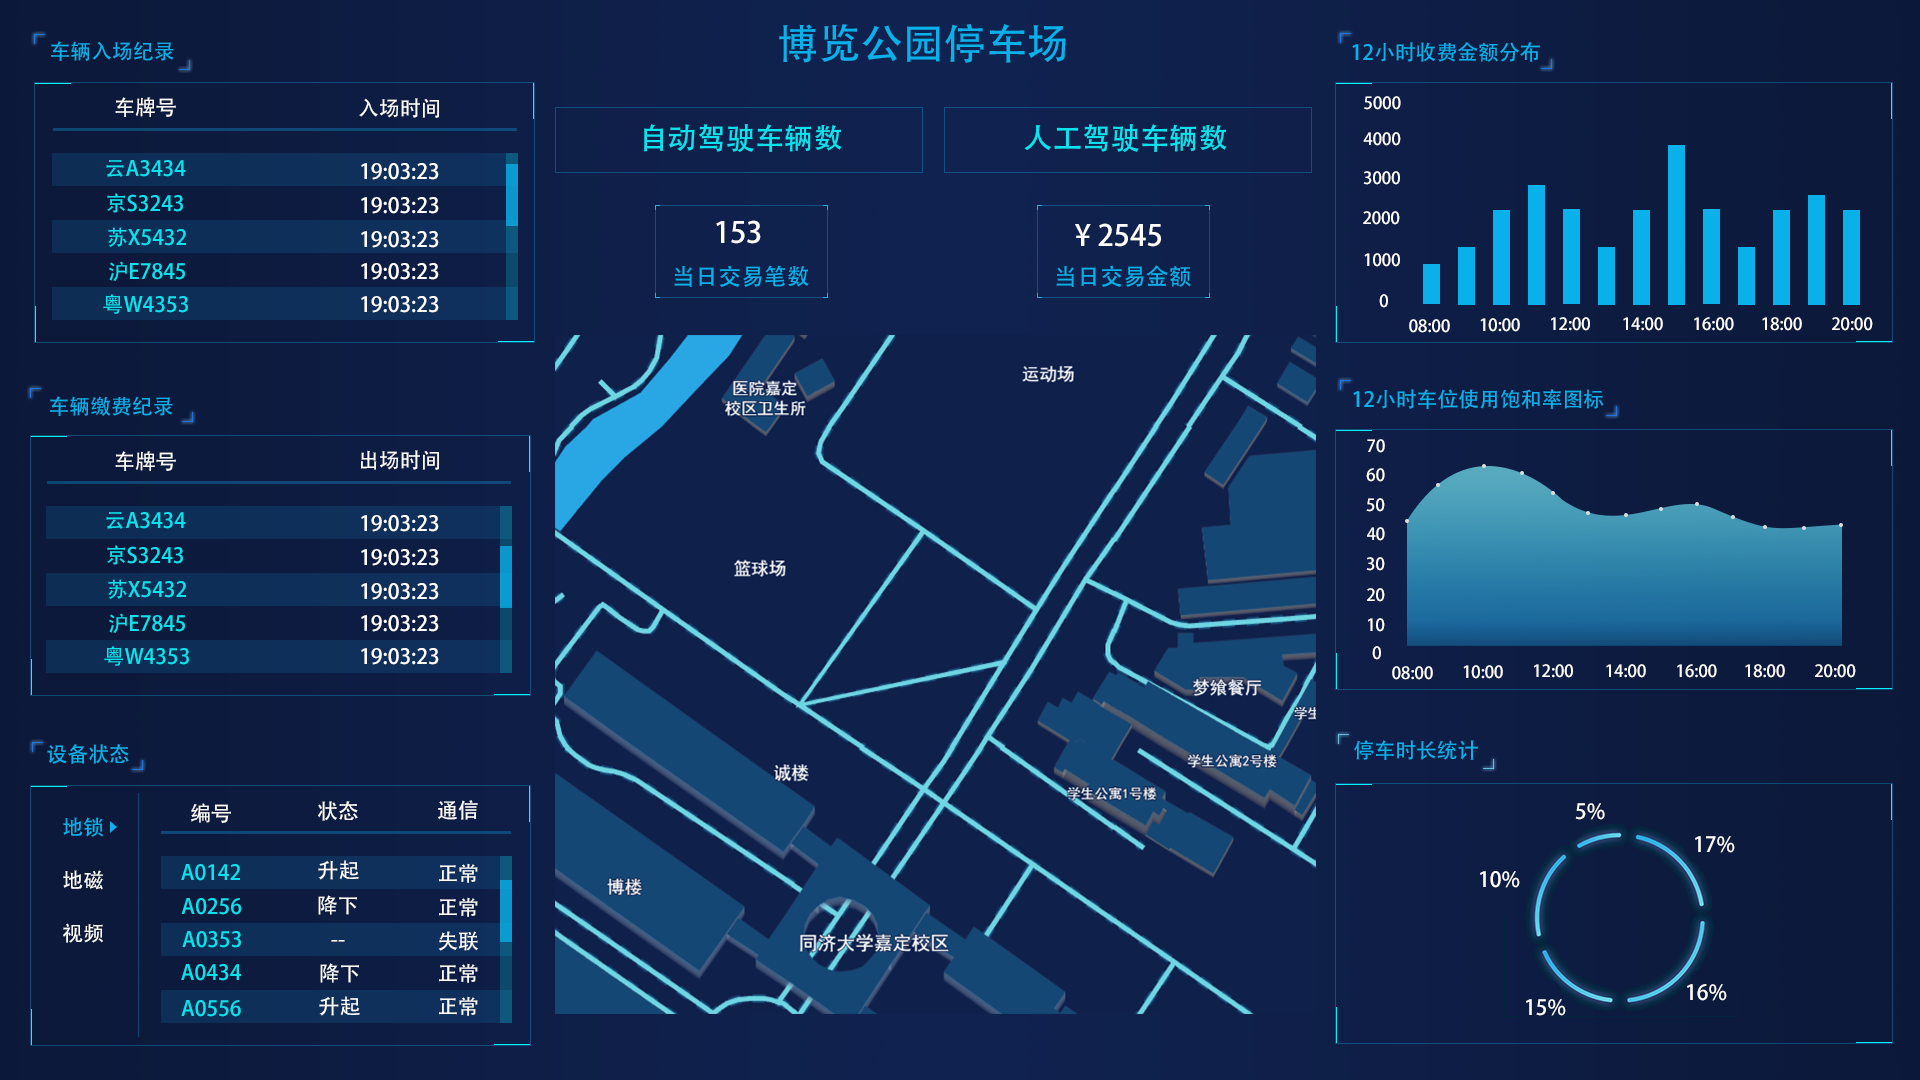 博览公园停车场
车辆入场纪录
车牌号 入场时间
云A3434 19:03:23
京S3243 19:03:23
苏X5432 19:03:23
沪E7845 19:03:23
粤W4353 19:03:23
车辆缴费纪录
车牌号 出场时间
云A3434 19:03:23
京S3243 19:03:23
苏X5432 19:03:23
沪E7845 19:03:23
粤W4353 19:03:23
设备状态
地锁
地磁
视频
编号 状态 通信
A0142 升起 正常
A0256 降下 正常
A0353 -- 失联
A0434 降下 正常
A0556 升起 正常
自动驾驶车辆数
人工驾驶车辆数
153
当日交易笔数
¥ 2545
当日交易金额
运动场
医院嘉定
校区卫生所
篮球场
梦飨餐厅
学生
学生公寓2号楼
学生公寓1号楼
诚楼
博楼
同济大学嘉定校区
12小时收费金额分布
5000
4000
3000
2000
1000
0
08:00 10:00 12:00 14:00 16:00 18:00 20:00
12小时车位使用饱和率图标
70
60
50
40
30
20
10
0
08:00 10:00 12:00 14:00 16:00 18:00 20:00
停车时长统计
5%
17%
10%
16%
15%